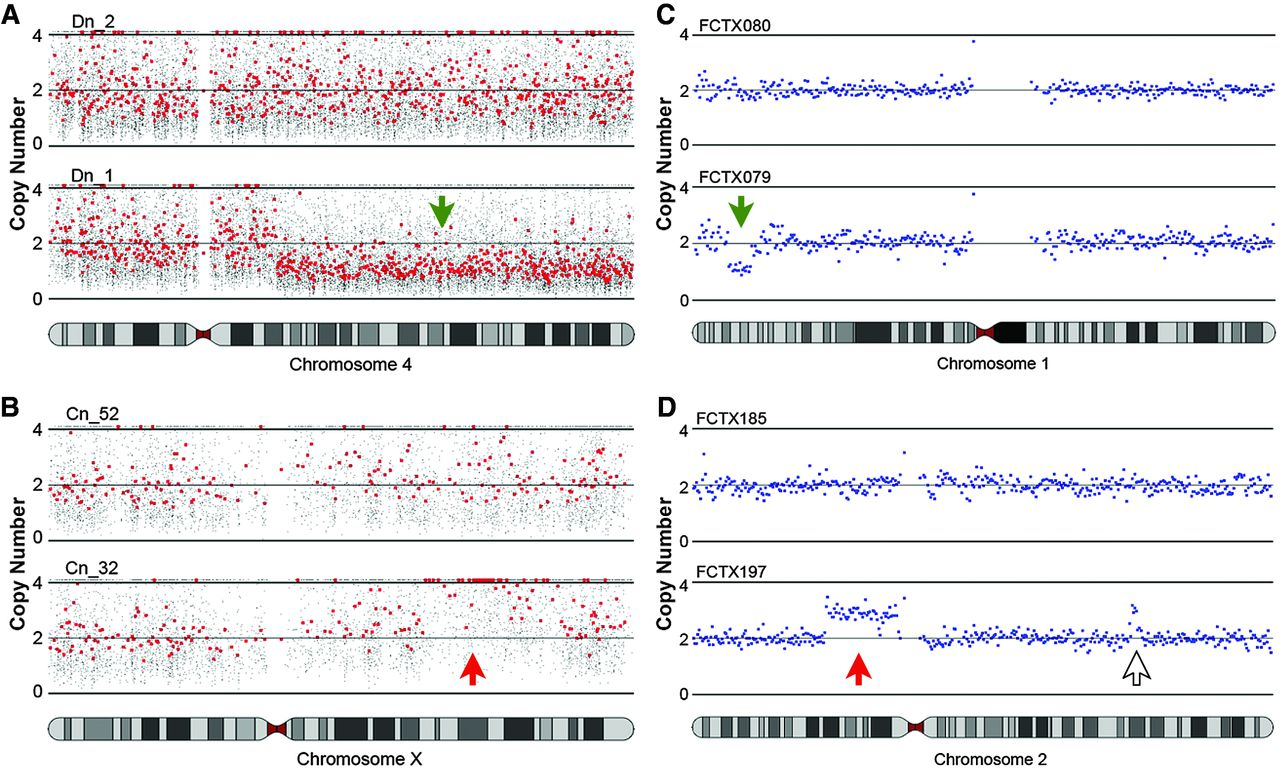 A
Dn_2
4
2
0
Copy Number
Dn_1
4
2
0
Chromosome 4
B
Cn_52
4
2
0
Copy Number
Cn_32
4
2
0
Chromosome X
C
FCTX080
4
2
0
Copy Number
FCTX079
4
2
0
Chromosome 1
D
FCTX185
4
2
0
Copy Number
FCTX197
4
2
0
Chromosome 2